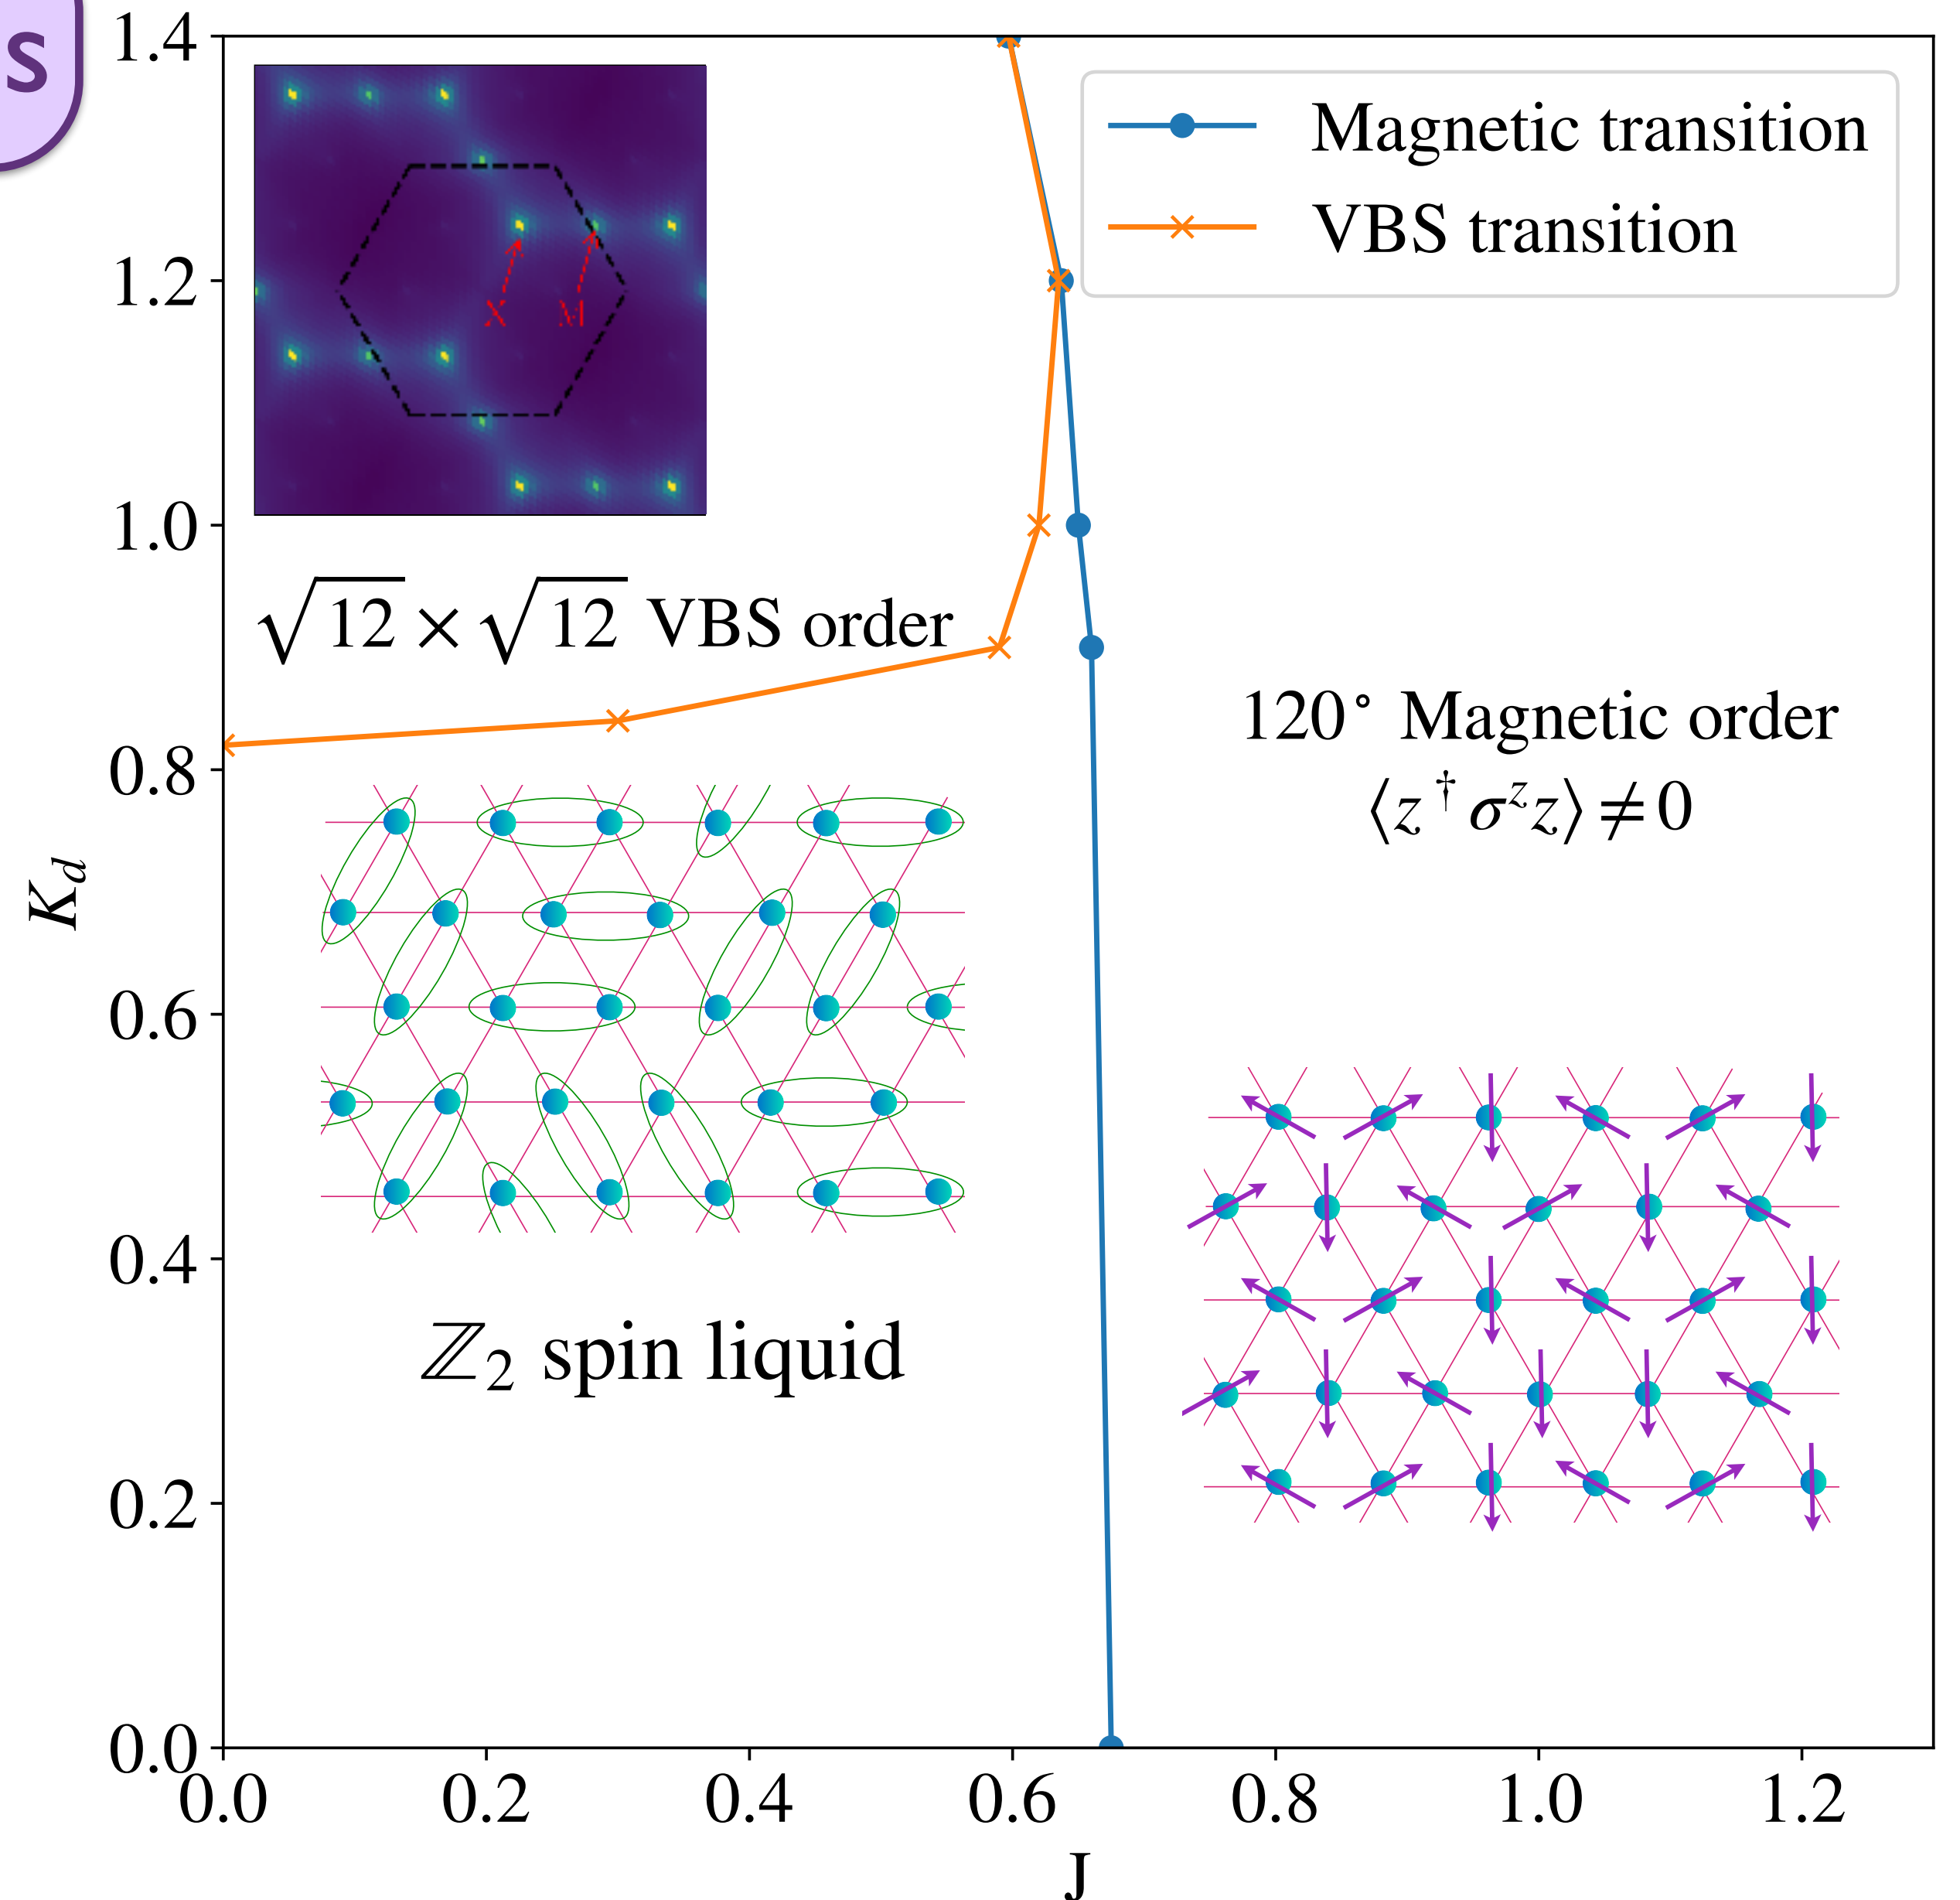 s
1.4
1.2
1.0
0.8
0.6
0.4
0.2
0.0
K_d
0.0 0.2 0.4 0.6 0.8 1.0 1.2
J
Magnetic transition
VBS transition
X M
√12 × √12 VBS order
120° Magnetic order
⟨z†σᶻz⟩≠0
ℤ₂ spin liquid